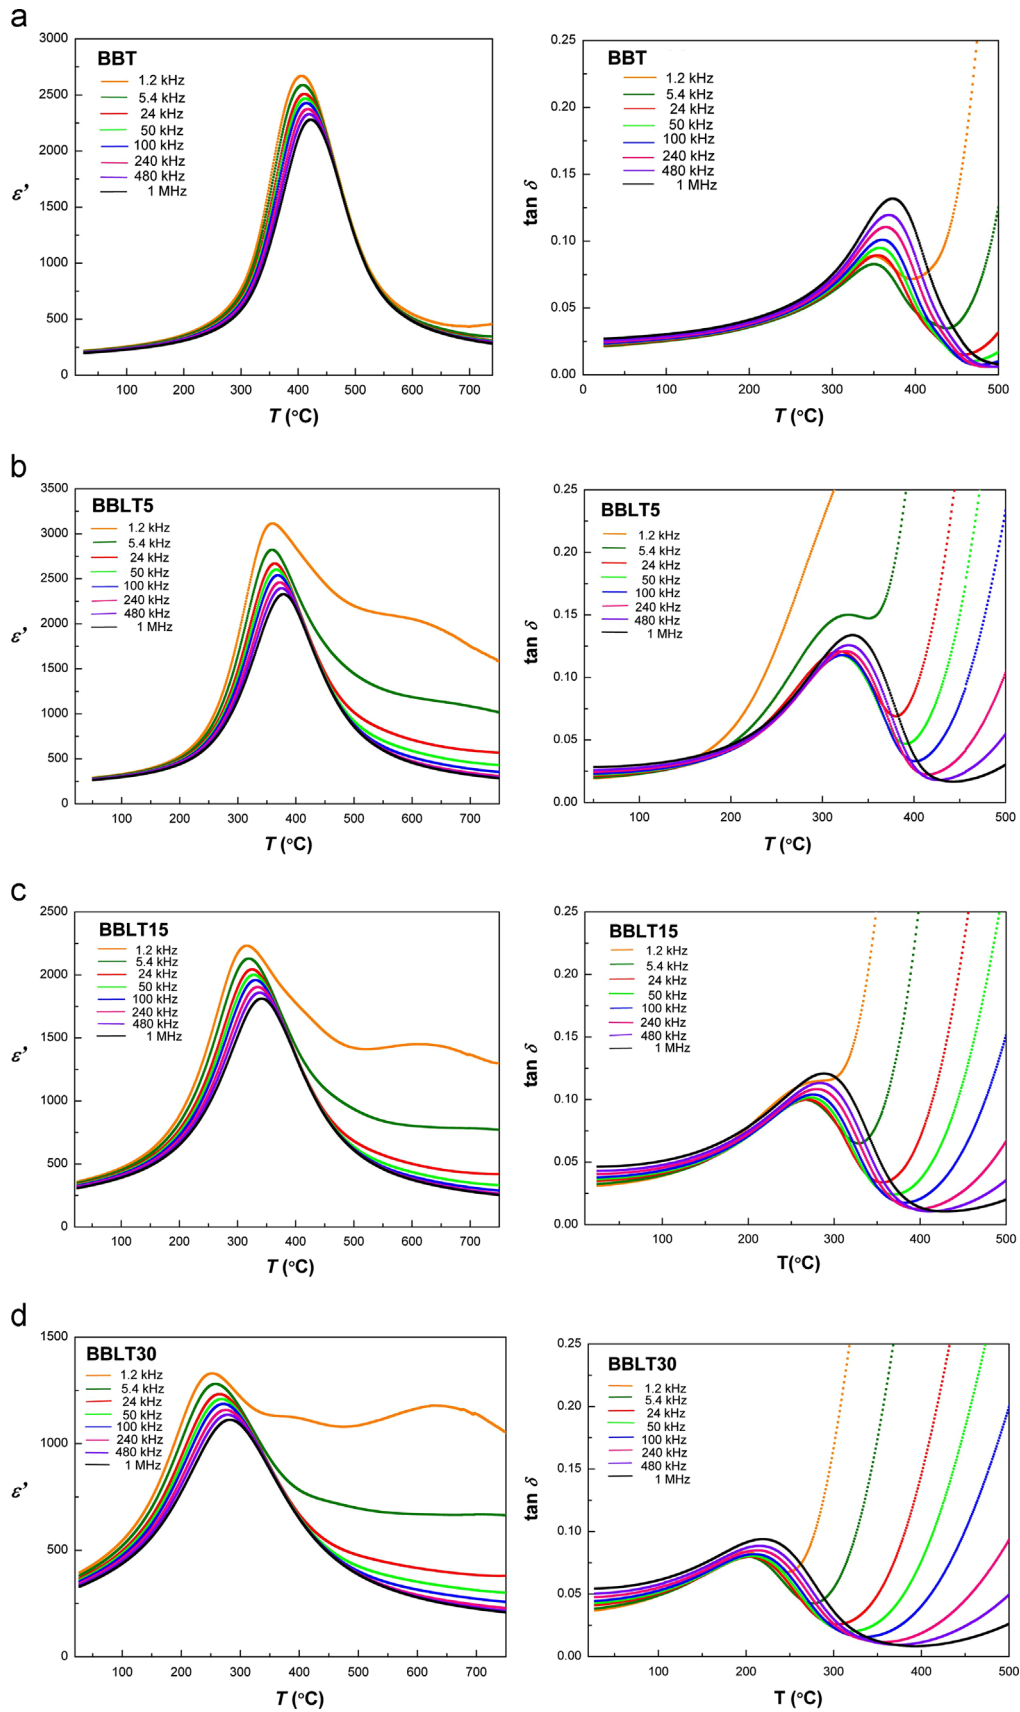 a
BBT
1.2 kHz
5.4 kHz
24 kHz
50 kHz
100 kHz
240 kHz
480 kHz
1 MHz
3000
2500
2000
1500
1000
500
0
ε’
100 200 300 400 500 600 700
T (°C)
BBT
1.2 kHz
5.4 kHz
24 kHz
50 kHz
100 kHz
240 kHz
480 kHz
1 MHz
0.25
0.20
0.15
0.10
0.05
0.00
tan δ
0 100 200 300 400 500
T (°C)
b
BBLT5
1.2 kHz
5.4 kHz
24 kHz
50 kHz
100 kHz
240 kHz
480 kHz
1 MHz
3500
3000
2500
2000
1500
1000
500
0
ε’
100 200 300 400 500 600 700
T (°C)
BBLT5
1.2 kHz
5.4 kHz
24 kHz
50 kHz
100 kHz
240 kHz
480 kHz
1 MHz
0.25
0.20
0.15
0.10
0.05
0.00
tan δ
100 200 300 400 500
T (°C)
c
BBLT15
1.2 kHz
5.4 kHz
24 kHz
50 kHz
100 kHz
240 kHz
480 kHz
1 MHz
2500
2000
1500
1000
500
0
ε’
100 200 300 400 500 600 700
T (°C)
BBLT15
1.2 kHz
5.4 kHz
24 kHz
50 kHz
100 kHz
240 kHz
480 kHz
1 MHz
0.25
0.20
0.15
0.10
0.05
0.00
tan δ
100 200 300 400 500
T(°C)
d
BBLT30
1.2 kHz
5.4 kHz
24 kHz
50 kHz
100 kHz
240 kHz
480 kHz
1 MHz
1500
1000
500
0
ε’
100 200 300 400 500 600 700
T (°C)
BBLT30
1.2 kHz
5.4 kHz
24 kHz
50 kHz
100 kHz
240 kHz
480 kHz
1 MHz
0.25
0.20
0.15
0.10
0.05
0.00
tan δ
100 200 300 400 500
T (°C)